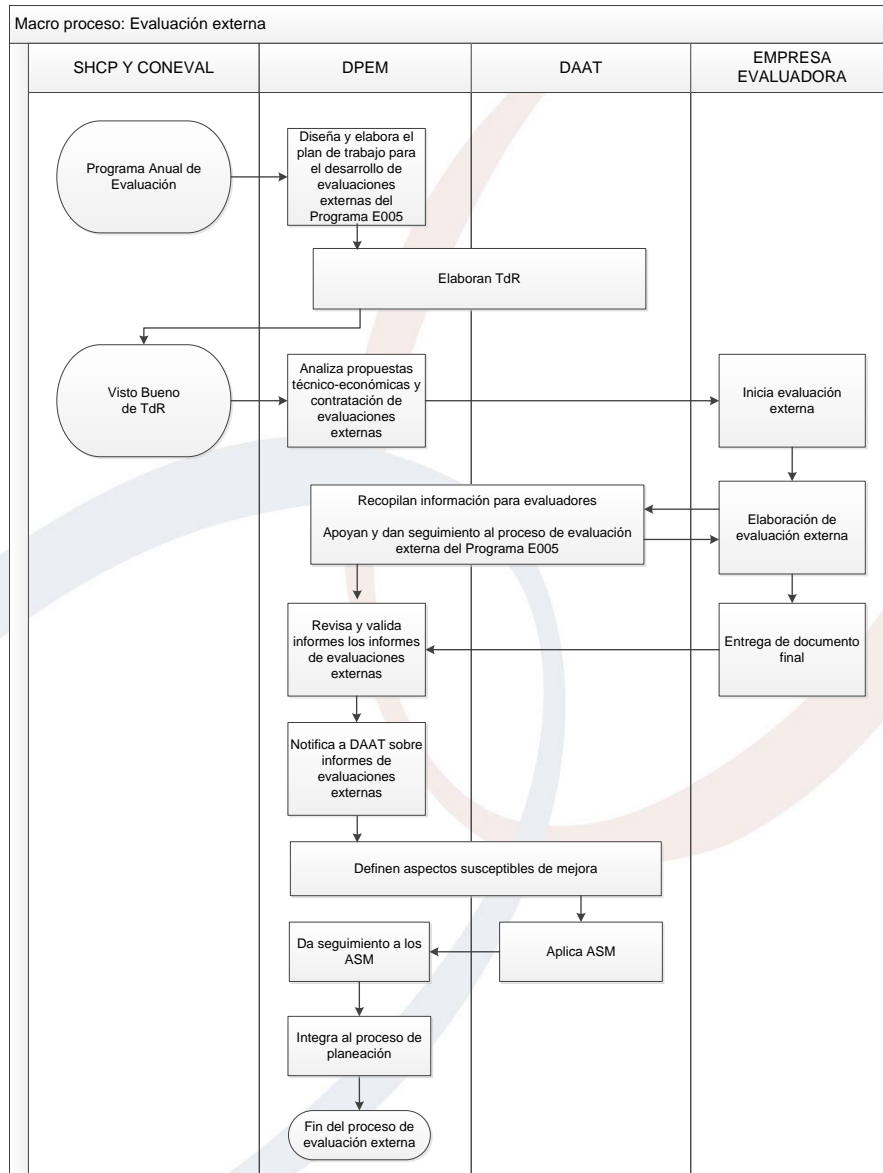 Macro proceso: Evaluación externa
SHCP Y CONEVAL
DPEM
DAAT
EMPRESA
EVALUADORA
Programa Anual de
Evaluación
Diseña y elabora el
plan de trabajo para
el desarrollo de
evaluaciones
externas del
Programa E005
Elaboran TdR
Visto Bueno
de TdR
Analiza propuestas
técnico-económicas y
contratación de
evaluaciones
externas
Inicia evaluación
externa
Recopilan información para evaluadores
Apoyan y dan seguimiento al proceso de evaluación
externa del Programa E005
Elaboración de
evaluación externa
Revisa y valida
informes los informes
de evaluaciones
externas
Entrega de documento
final
Notifica a DAAT sobre
informes de
evaluaciones
externas
Definen aspectos susceptibles de mejora
Da seguimiento a los
ASM
Aplica ASM
Integra al proceso de
planeación
Fin del proceso de
evaluación externa